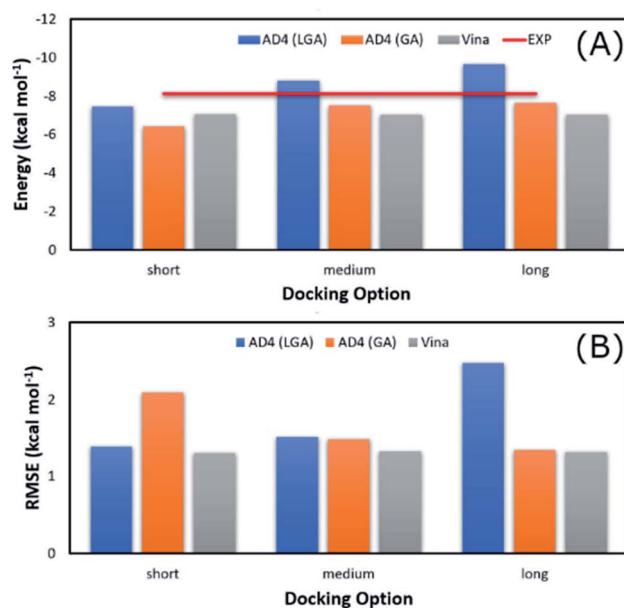 -12
AD4 (LGA) AD4 (GA) Vina EXP (A)
-10
-8
-6
-4
-2
0
Energy (kcal mol⁻¹)
short medium long
Docking Option
3
AD4 (LGA) AD4 (GA) Vina (B)
2
1
0
RMSE (kcal mol⁻¹)
short medium long
Docking Option